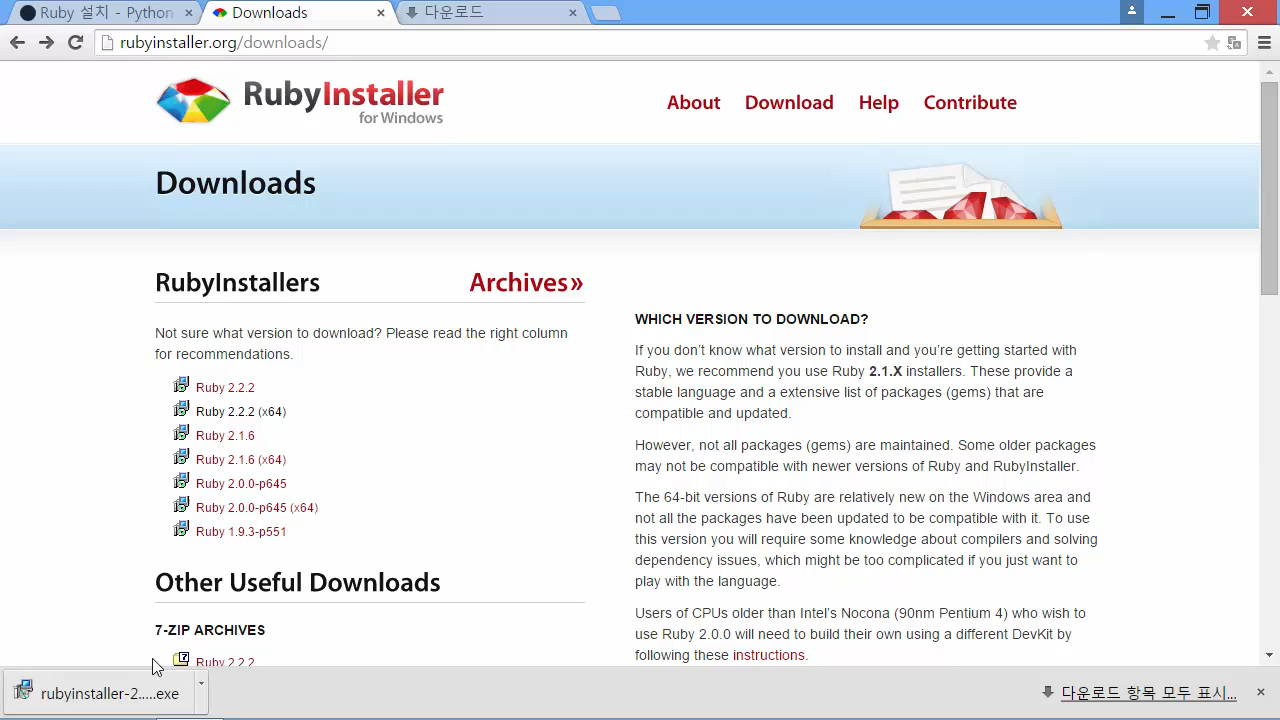 Ruby 설치 - Python
Downloads
다운로드
rubyinstaller.org/downloads/
RubyInstaller
for Windows
About
Download
Help
Contribute
Downloads
RubyInstallers
Archives»
Not sure what version to download? Please read the right column
for recommendations.
Ruby 2.2.2
Ruby 2.2.2 (x64)
Ruby 2.1.6
Ruby 2.1.6 (x64)
Ruby 2.0.0-p645
Ruby 2.0.0-p645 (x64)
Ruby 1.9.3-p551
Other Useful Downloads
7-ZIP ARCHIVES
Ruby 2.2.2
WHICH VERSION TO DOWNLOAD?
If you don’t know what version to install and you’re getting started with
Ruby, we recommend you use Ruby 2.1.X installers. These provide a
stable language and a extensive list of packages (gems) that are
compatible and updated.
However, not all packages (gems) are maintained. Some older packages
may not be compatible with newer versions of Ruby and RubyInstaller.
The 64-bit versions of Ruby are relatively new on the Windows area and
not all the packages have been updated to be compatible with it. To use
this version you will require some knowledge about compilers and solving
dependency issues, which might be too complicated if you just want to
play with the language.
Users of CPUs older than Intel’s Nocona (90nm Pentium 4) who wish to
use Ruby 2.0.0 will need to build their own using a different DevKit by
following these instructions.
rubyinstaller-2.....exe
다운로드 항목 모두 표시...